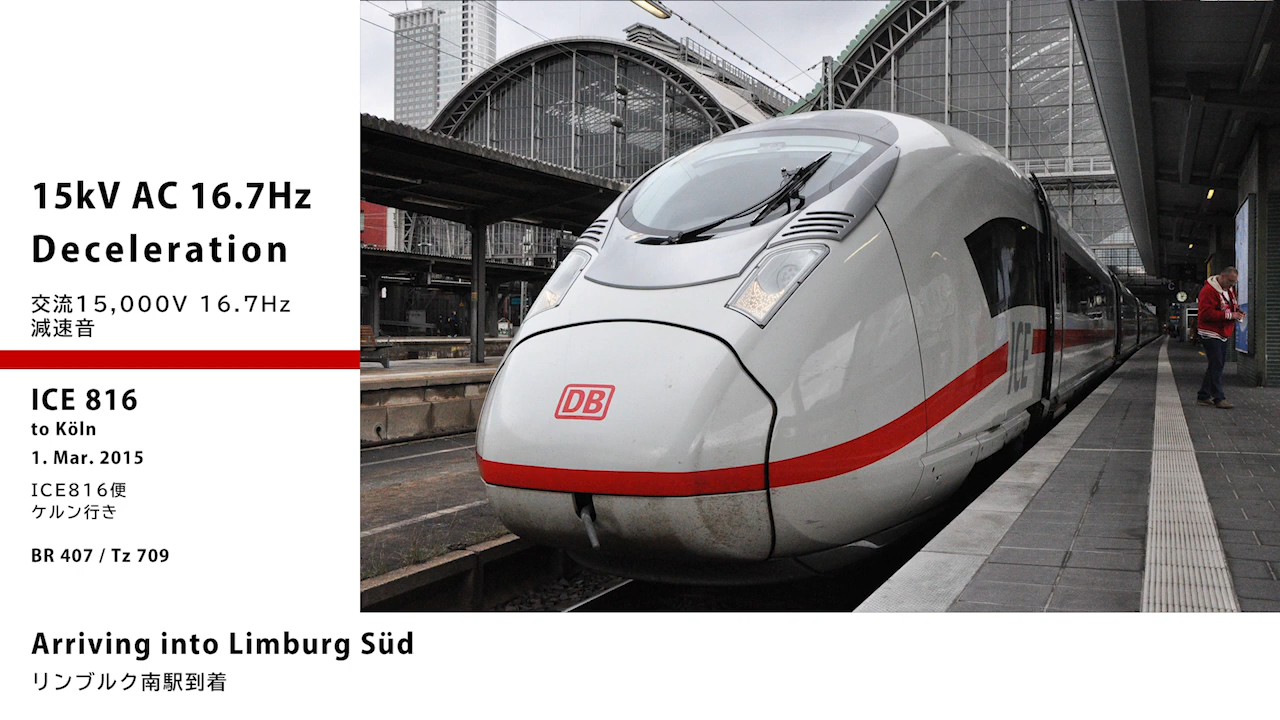 15kV AC 16.7Hz
Deceleration
交流15,000V 16.7Hz
減速音
ICE 816
to Köln
1. Mar. 2015
ICE816便
ケルン行き
BR 407 / Tz 709
DB
ICE
Arriving into Limburg Süd
リンブルク南駅到着